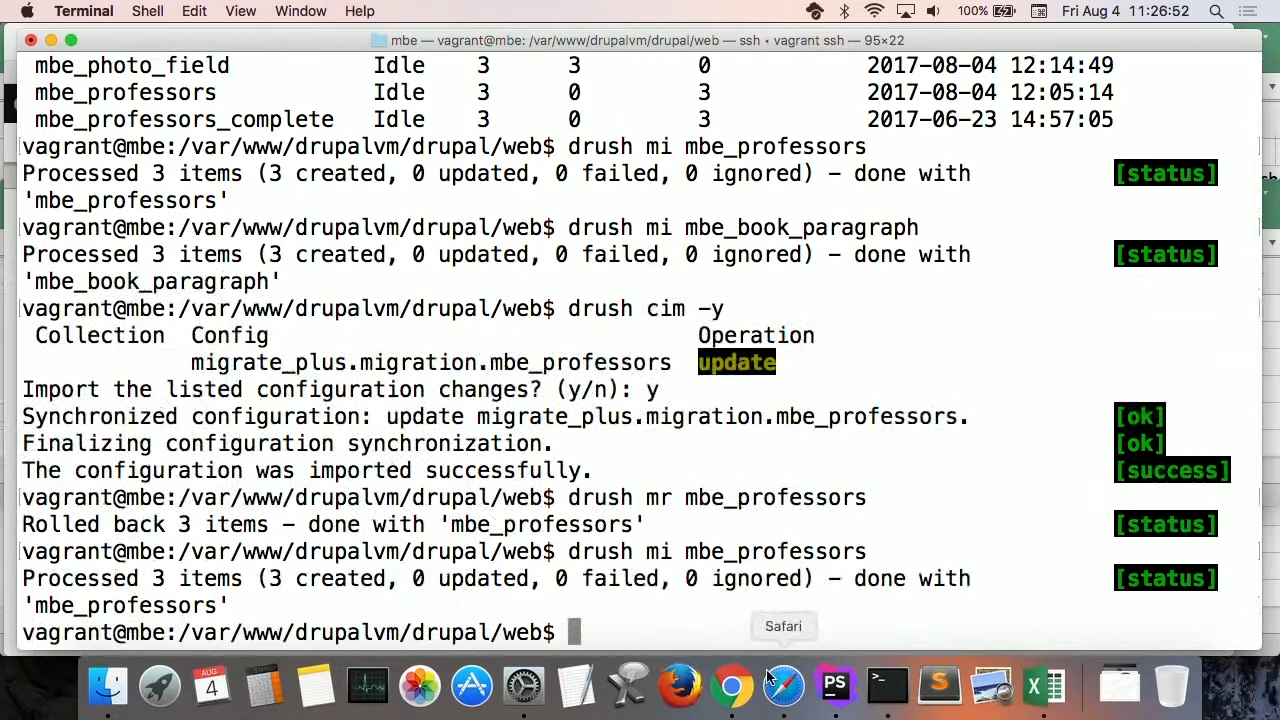 Terminal Shell Edit View Window Help 100% Fri Aug 4 11:26:52
mbe — vagrant@mbe: /var/www/drupalvm/drupal/web — ssh • vagrant ssh — 95×22
mbe_photo_field Idle 3 3 0 2017-08-04 12:14:49
mbe_professors Idle 3 0 3 2017-08-04 12:05:14
mbe_professors_complete Idle 3 0 3 2017-06-23 14:57:05
vagrant@mbe:/var/www/drupalvm/drupal/web$ drush mi mbe_professors
Processed 3 items (3 created, 0 updated, 0 failed, 0 ignored) – done with [status]
'mbe_professors'
vagrant@mbe:/var/www/drupalvm/drupal/web$ drush mi mbe_book_paragraph
Processed 3 items (3 created, 0 updated, 0 failed, 0 ignored) – done with [status]
'mbe_book_paragraph'
vagrant@mbe:/var/www/drupalvm/drupal/web$ drush cim –y
Collection Config Operation
migrate_plus.migration.mbe_professors update
Import the listed configuration changes? (y/n): y
Synchronized configuration: update migrate_plus.migration.mbe_professors. [ok]
Finalizing configuration synchronization. [ok]
The configuration was imported successfully. [success]
vagrant@mbe:/var/www/drupalvm/drupal/web$ drush mr mbe_professors
Rolled back 3 items – done with 'mbe_professors' [status]
vagrant@mbe:/var/www/drupalvm/drupal/web$ drush mi mbe_professors
Processed 3 items (3 created, 0 updated, 0 failed, 0 ignored) – done with [status]
'mbe_professors'
vagrant@mbe:/var/www/drupalvm/drupal/web$
Safari
AUG
4
PS
>_
S